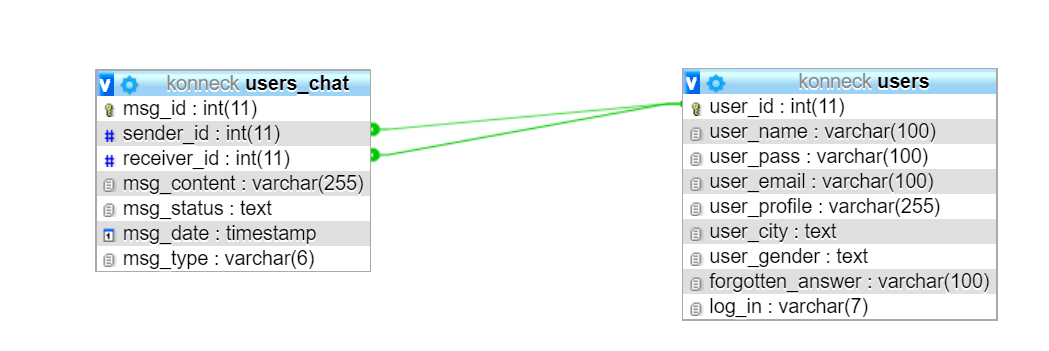 konneck users_chat
msg_id : int(11)
sender_id : int(11)
receiver_id : int(11)
msg_content : varchar(255)
msg_status : text
msg_date : timestamp
msg_type : varchar(6)
konneck users
user_id : int(11)
user_name : varchar(100)
user_pass : varchar(100)
user_email : varchar(100)
user_profile : varchar(255)
user_city : text
user_gender : text
forgotten_answer : varchar(100)
log_in : varchar(7)